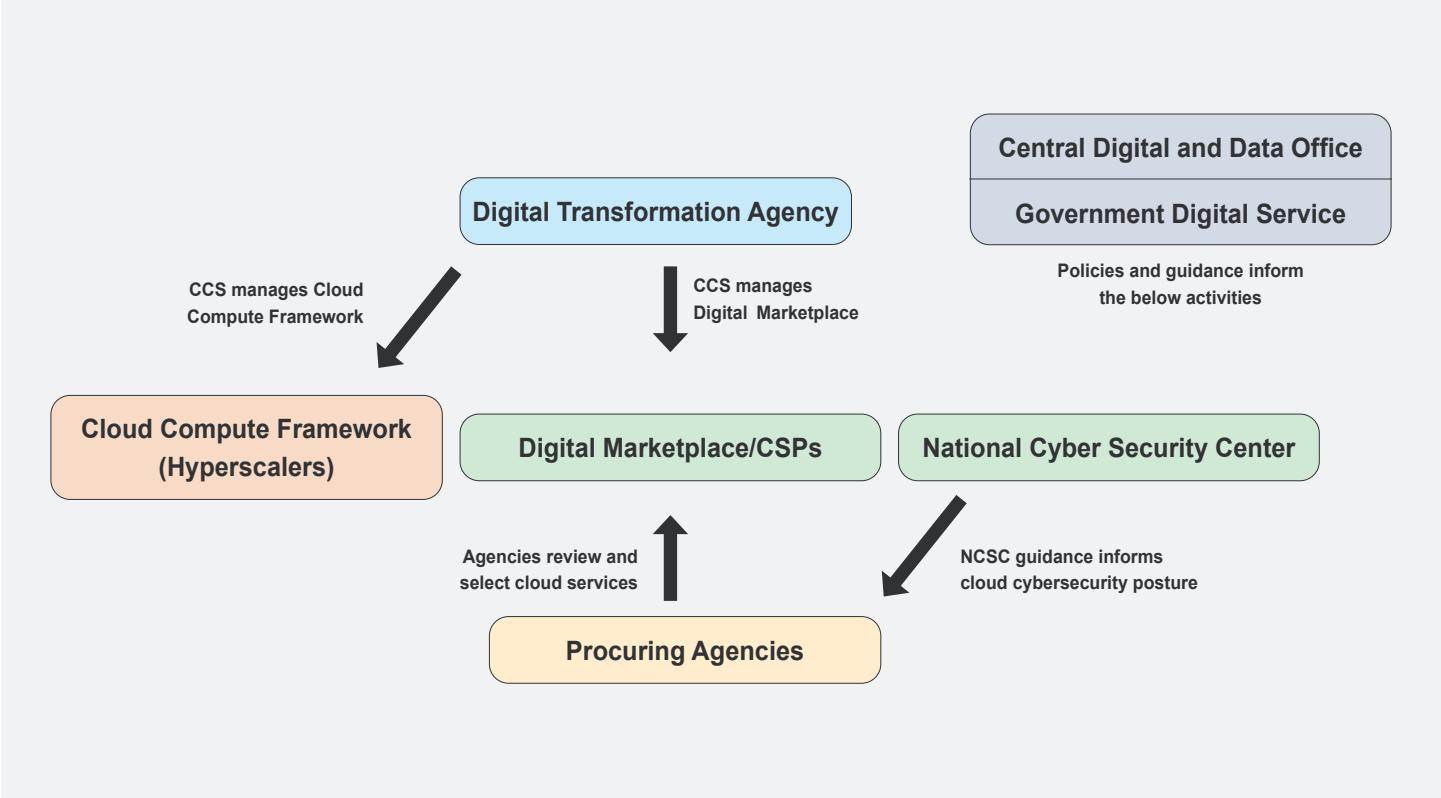 Central Digital and Data Office
Government Digital Service
Policies and guidance inform
the below activities
Digital Transformation Agency
CCS manages Cloud
Compute Framework
CCS manages
Digital Marketplace
Cloud Compute Framework
(Hyperscalers)
Digital Marketplace/CSPs
National Cyber Security Center
Agencies review and
select cloud services
NCSC guidance informs
cloud cybersecurity posture
Procuring Agencies